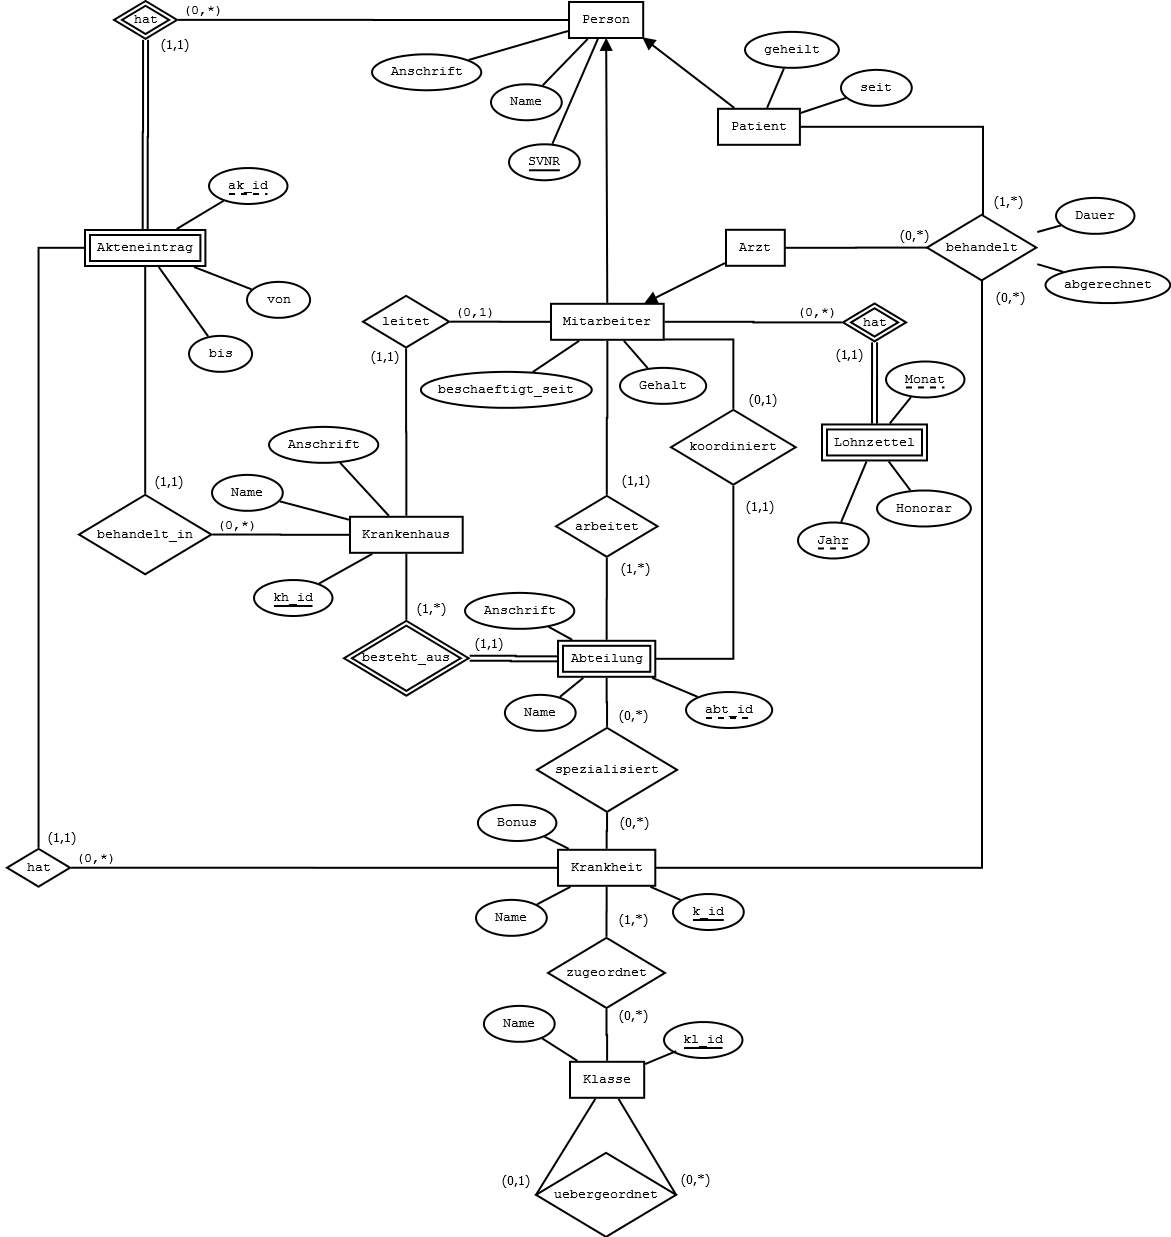 hat
(0,*)
Person
(1,1)
Anschrift
Name
SVNR
geheilt
seit
Patient
ak_id
(1,*)
Dauer
Akteneintrag
Arzt
(0,*)
behandelt
abgerechnet
von
(0,*)
bis
leitet
(0,1)
Mitarbeiter
(0,*)
hat
(1,1)
(1,1)
beschaeftigt_seit
Gehalt
Monat
(0,1)
Anschrift
koordiniert
Lohnzettel
Name
(1,1)
(1,1)
(1,1)
Honorar
behandelt_in
(0,*)
Krankenhaus
arbeitet
Jahr
kh_id
(1,*)
(1,*)
Anschrift
besteht_aus
(1,1)
Abteilung
Name
abt_id
(0,*)
spezialisiert
Bonus
(0,*)
(1,1)
hat
(0,*)
Krankheit
Name
k_id
(1,*)
zugeordnet
(0,*)
Name
kl_id
Klasse
(0,1)
(0,*)
uebergeordnet